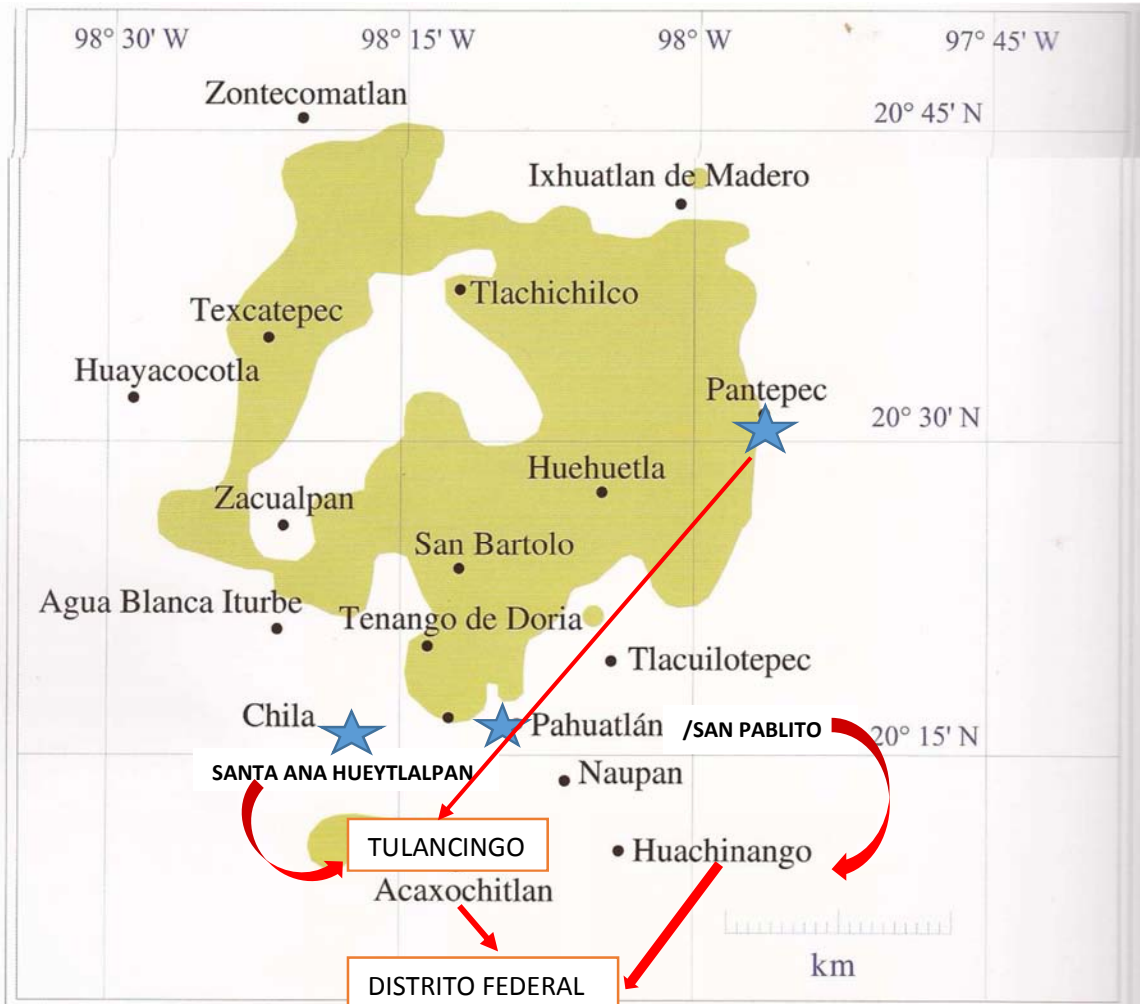 98° 30' W
98° 15' W
98° W
97° 45' W
Zontecomatlan
20° 45' N
Ixhuatlan de Madero
Tlachichilco
Texcatepec
Huayacocotla
Pantepec
20° 30' N
Huehuetla
Zacualpan
San Bartolo
Agua Blanca Iturbe
Tenango de Doria
Tlacuilotepec
Chila
Pahuatlán /SAN PABLITO
20° 15' N
SANTA ANA HUEYTLALPAN
Naupan
TULANCINGO
Huachinango
Acaxochitlan
km
DISTRITO FEDERAL